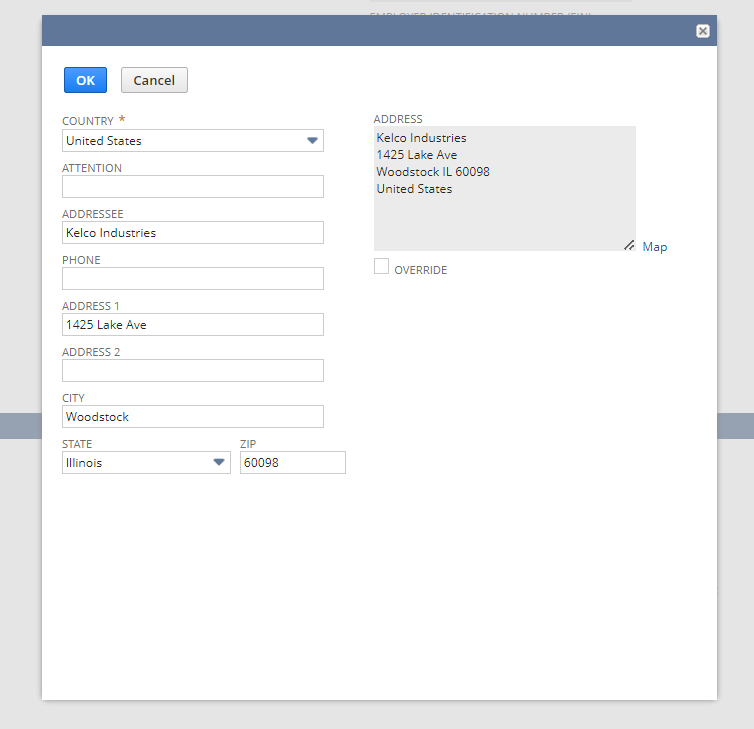 EMPLOYER IDENTIFICATION NUMBER (EIN)
OK Cancel
COUNTRY *
United States
ATTENTION
ADDRESSEE
Kelco Industries
PHONE
ADDRESS 1
1425 Lake Ave
ADDRESS 2
CITY
Woodstock
STATE ZIP
Illinois 60098
ADDRESS
Kelco Industries
1425 Lake Ave
Woodstock IL 60098
United States
Map
OVERRIDE